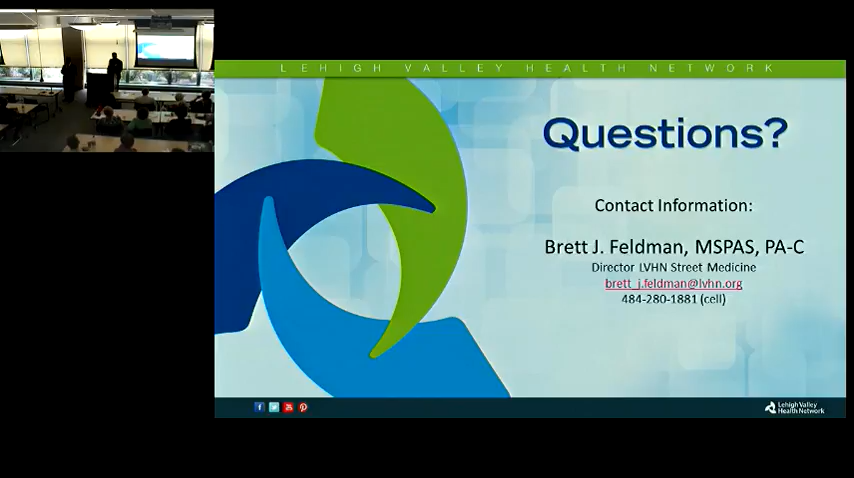 LEHIGH VALLEY HEALTH NETWORK
Questions?
Contact Information:
Brett J. Feldman, MSPAS, PA-C
Director LVHN Street Medicine
brett_j.feldman@lvhn.org
484-280-1881 (cell)
Lehigh Valley
Health Network